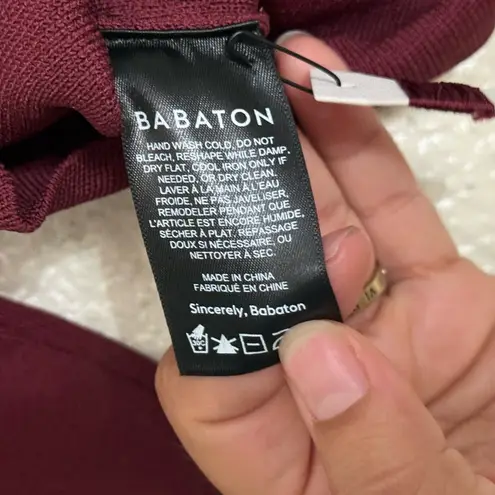 BABATON
HAND WASH COLD, DO NOT
BLEACH, RESHAPE WHILE DAMP.
DRY FLAT, COOL IRON ONLY IF
NEEDED, OR DRY CLEAN.
LAVER À LA MAIN À L'EAU
FROIDE, NE PAS JAVELISER,
REMODELER PENDANT QUE
L'ARTICLE EST ENCORE HUMIDE,
SÉCHER À PLAT, REPASSAGE
DOUX SI NÉCESSAIRE, OU
NETTOYER À SEC.
MADE IN CHINA
FABRIQUÉ EN CHINE
Sincerely, Babaton